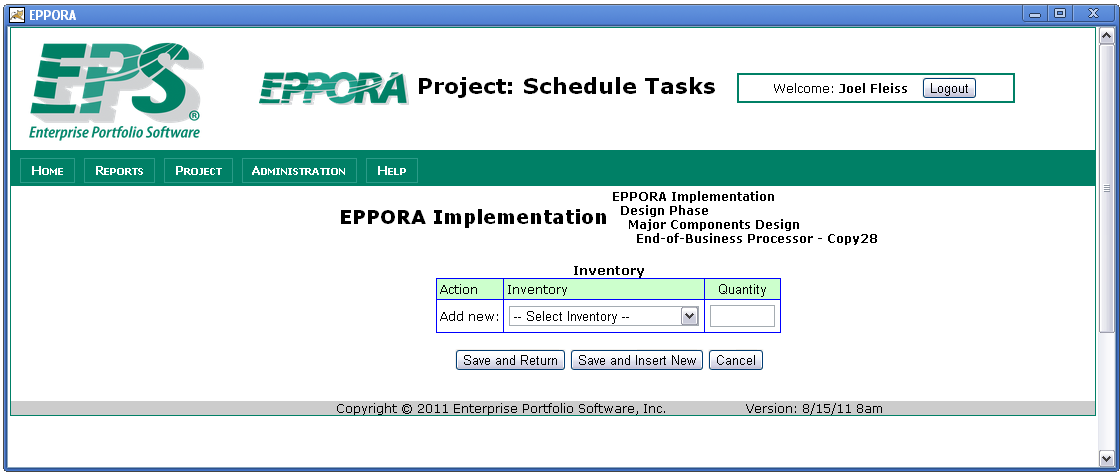 EPPORA
EPS®
Enterprise Portfolio Software
EPPORA Project: Schedule Tasks
Welcome: Joel Fleiss Logout
Home Reports Project Administration Help
EPPORA Implementation
EPPORA Implementation
Design Phase
Major Components Design
End-of-Business Processor - Copy28
Inventory
Action Inventory Quantity
Add new: -- Select Inventory --
Save and Return Save and Insert New Cancel
Copyright © 2011 Enterprise Portfolio Software, Inc. Version: 8/15/11 8am